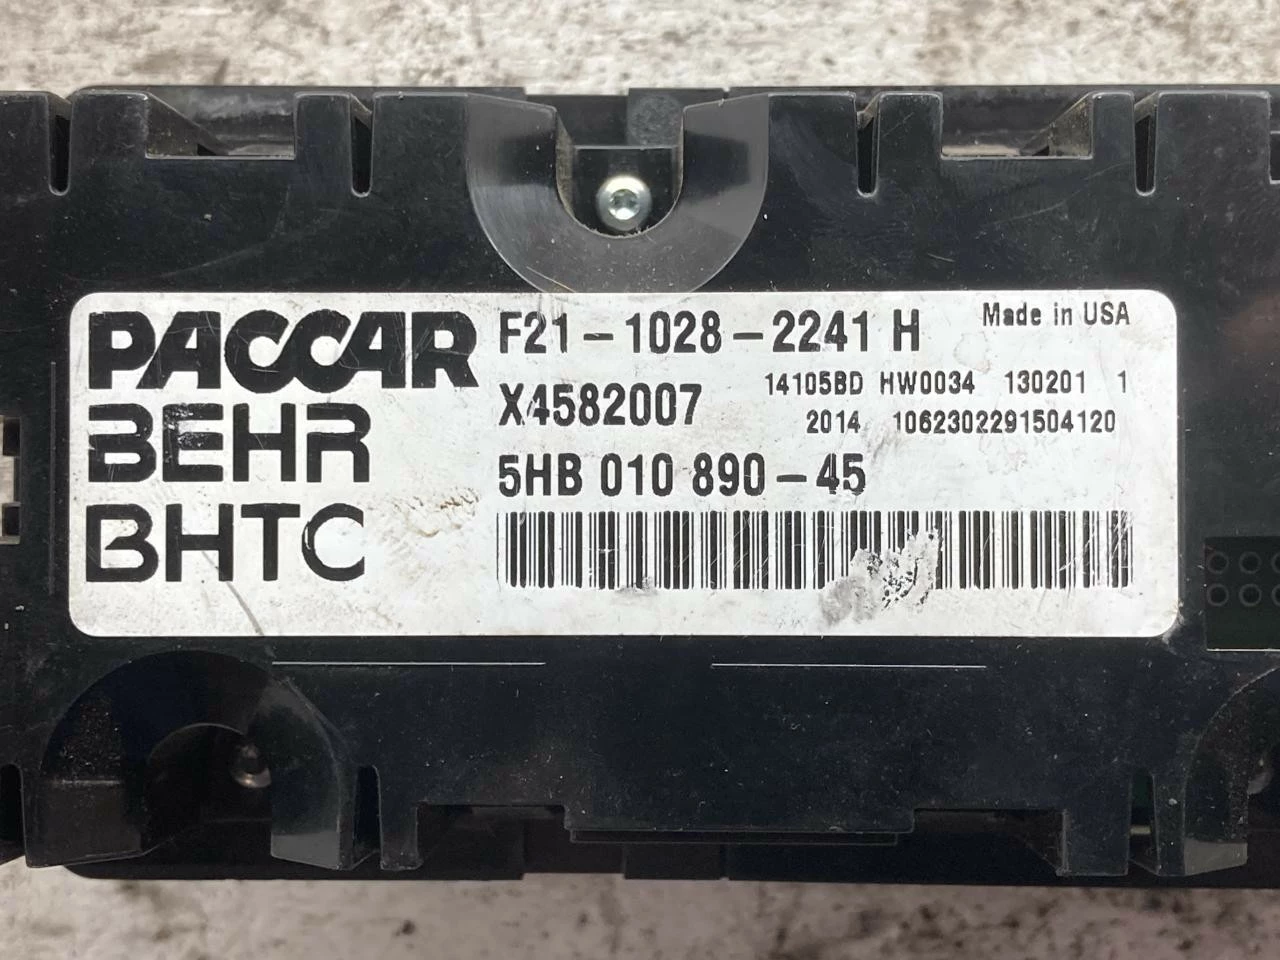 PACCAR
BEHR
BHTC
F21-1028-2241 H
Made in USA
X4582007
14105BD HW0034 130201 1
2014 1062302291504120
5HB 010 890-45